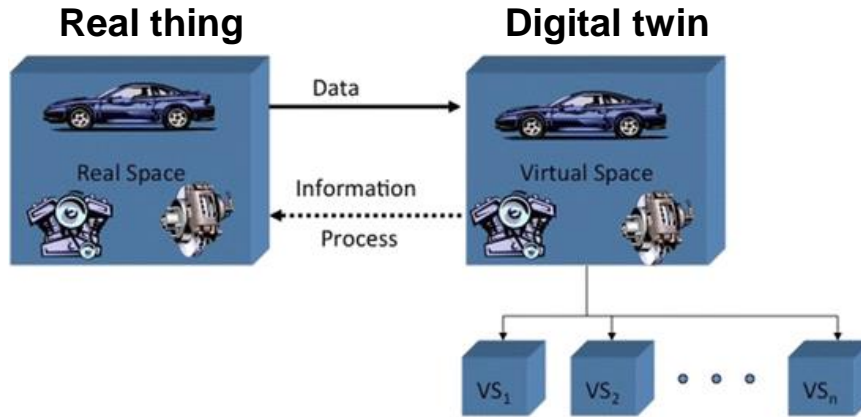 Real thing
Digital twin
Data
Real Space
Virtual Space
Information
Process
VS1
VS2
VSn